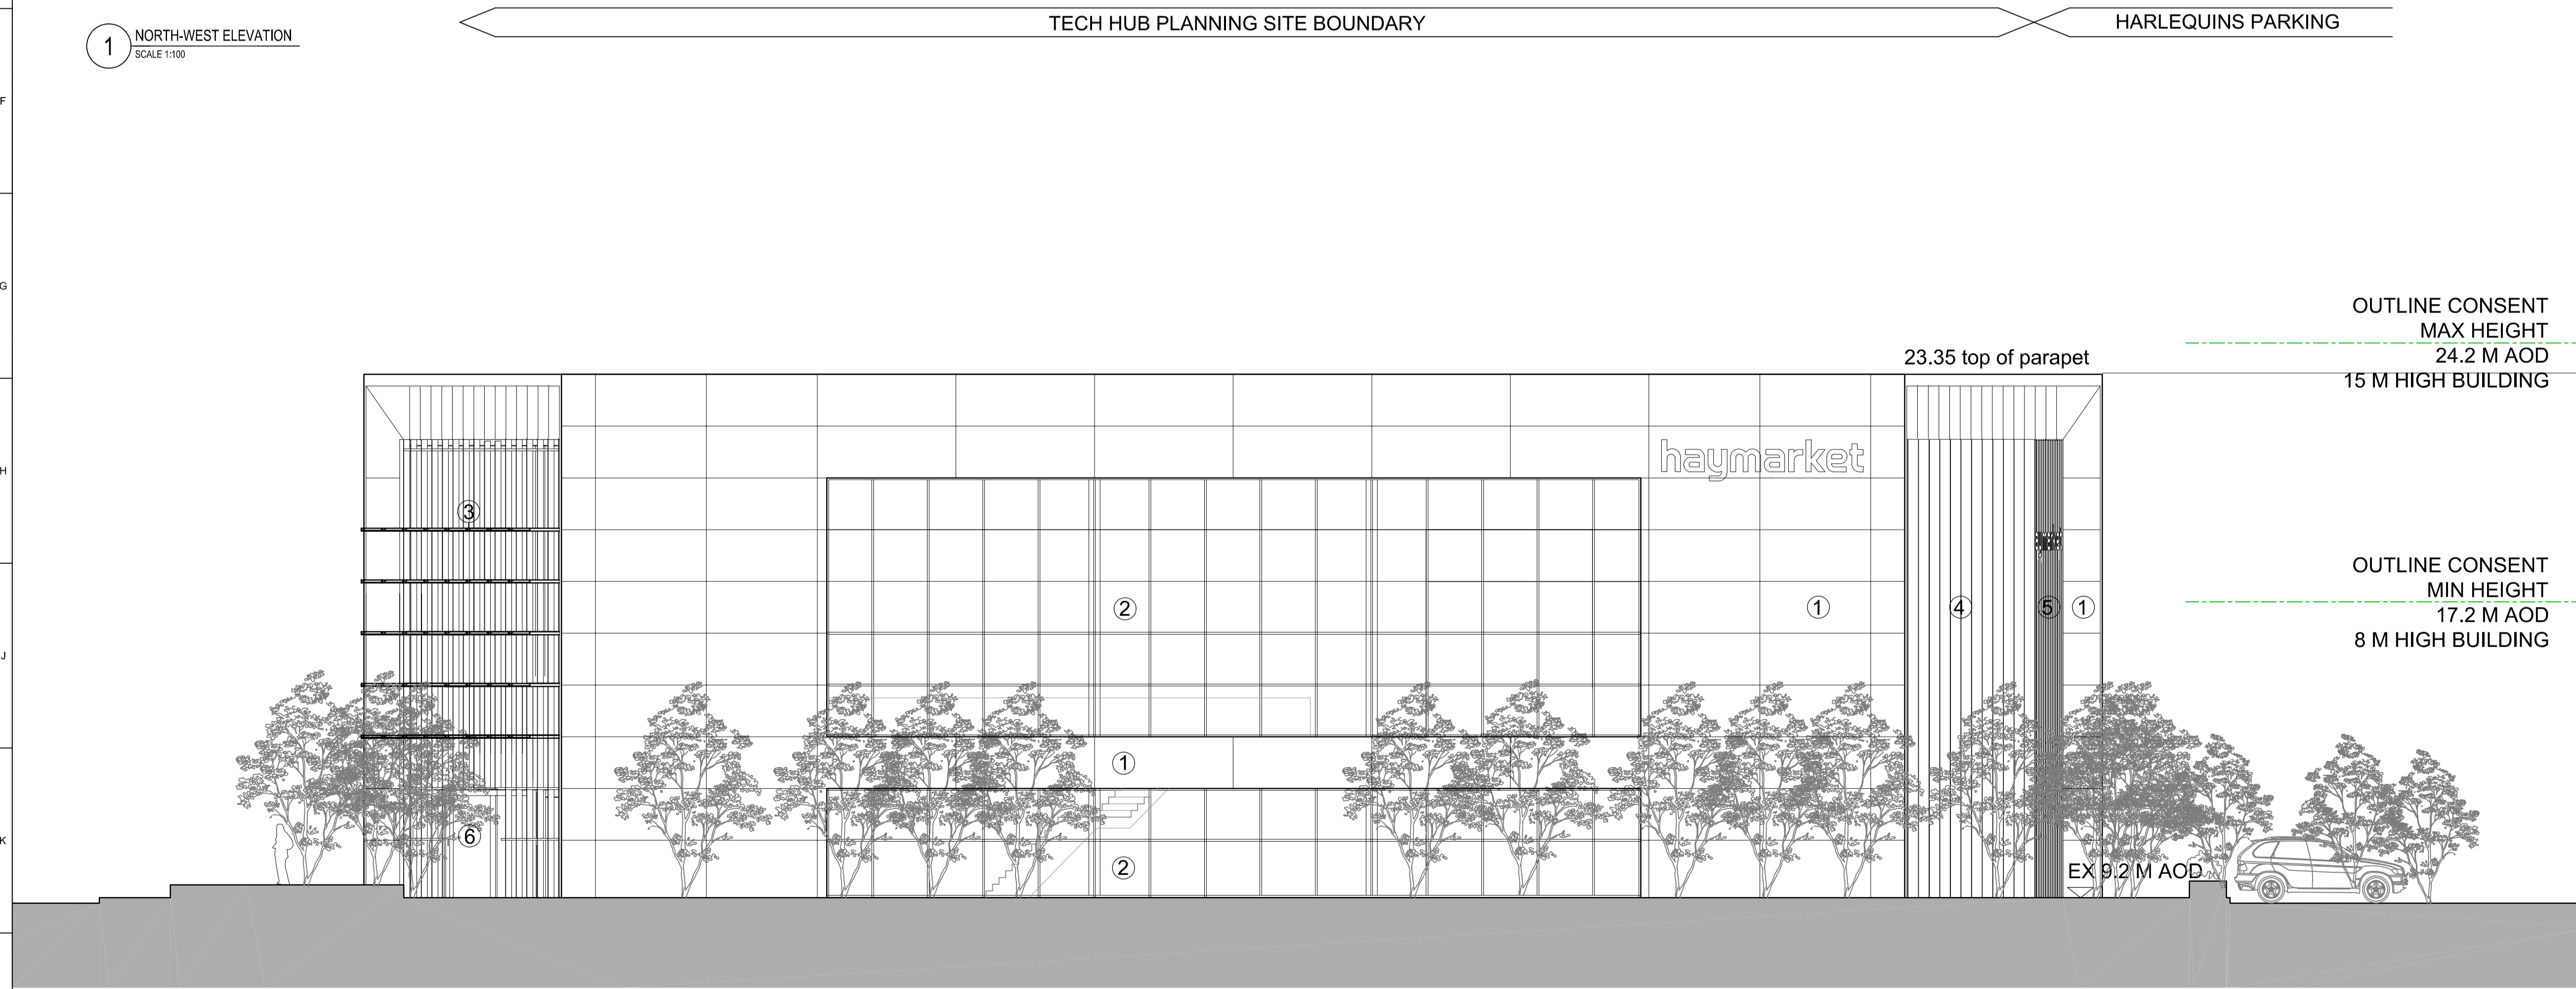 TECH HUB PLANNING SITE BOUNDARY
HARLEQUINS PARKING
1
NORTH-WEST ELEVATION
SCALE 1:100
F
G
OUTLINE CONSENT
MAX HEIGHT
24.2 M AOD
15 M HIGH BUILDING
23.35 top of parapet
haymarket
H
3
OUTLINE CONSENT
MIN HEIGHT
17.2 M AOD
8 M HIGH BUILDING
2
1
4
5
1
J
1
6
K
2
EX 9.2 M AOD